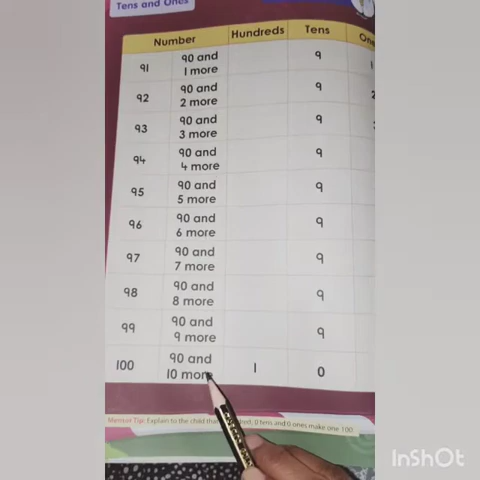 Tens and Ones
Number Hundreds Tens
91 90 and 1 more 9 1
92 90 and 2 more 9
93 90 and 3 more 9
94 90 and 4 more 9
95 90 and 5 more 9
96 90 and 6 more 9
97 90 and 7 more 9
98 90 and 8 more 9
99 90 and 9 more 9
100 90 and 10 more 1 0
Explain to the child 0 tens and 0 ones make one 100
InShOt